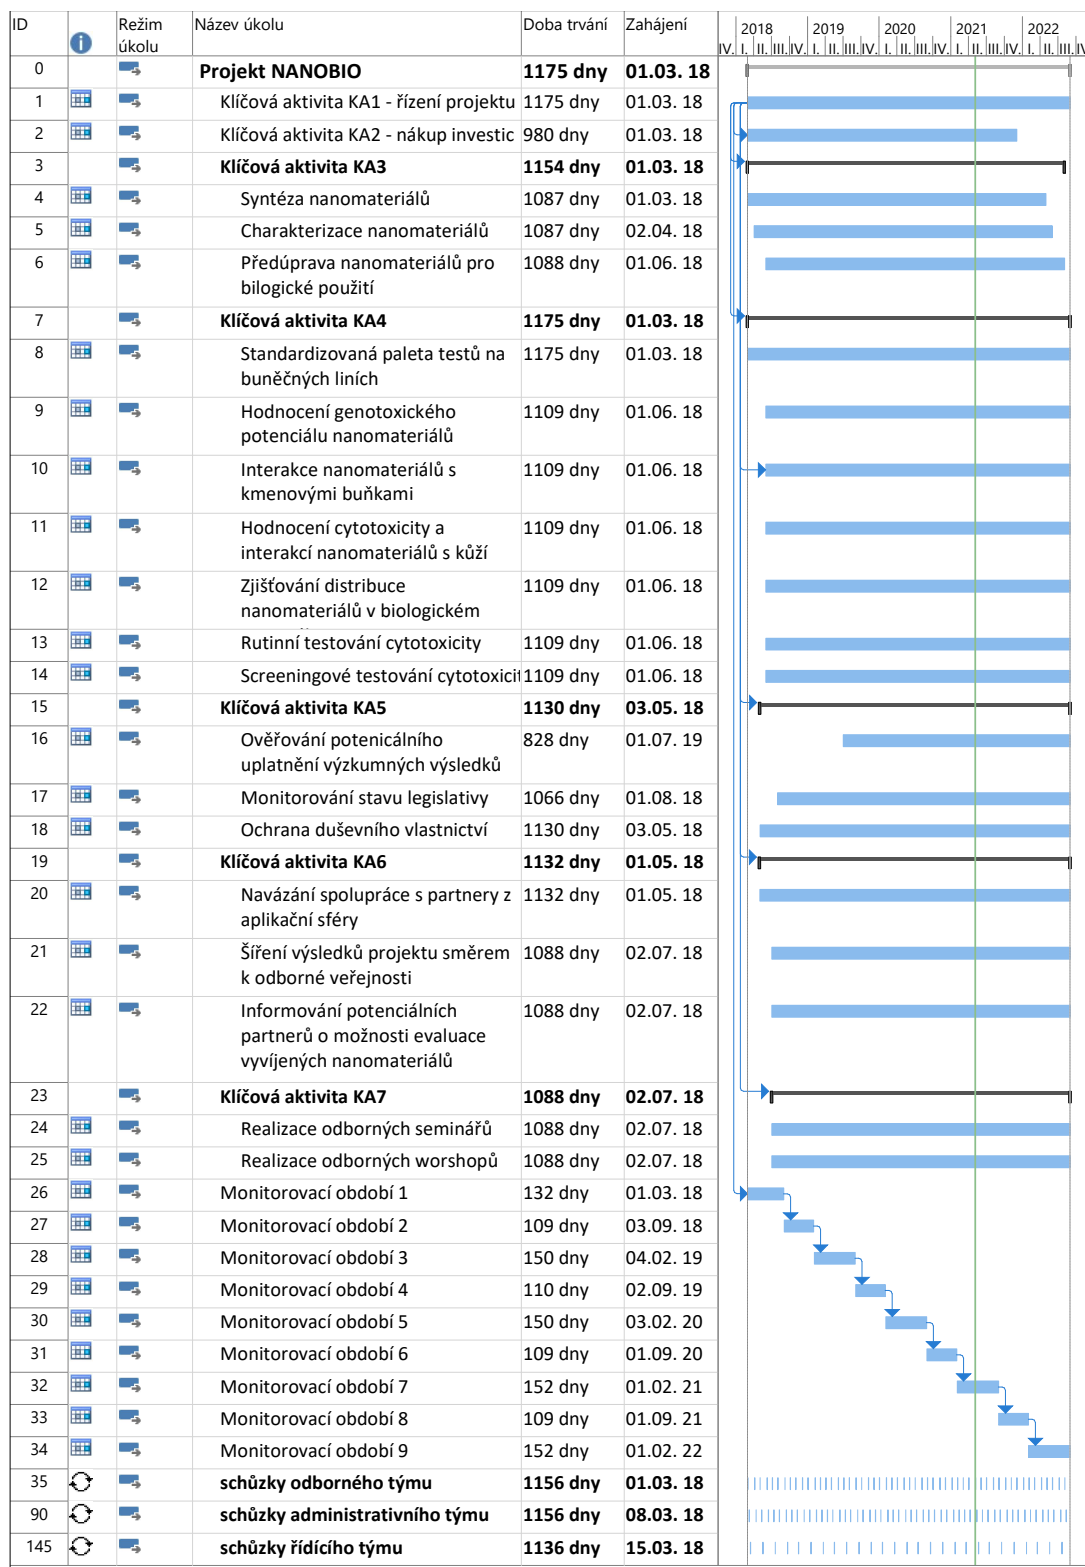 ID Režim úkolu Název úkolu Doba trvání Zahájení
2018 2019 2020 2021 2022
IV. I. II. III. IV. I. II. III. IV. I. II. III. IV. I. II. III. IV. I. II. III. IV
0 Projekt NANOBIO 1175 dny 01.03. 18
1 Klíčová aktivita KA1 - řízení projektu 1175 dny 01.03. 18
2 Klíčová aktivita KA2 - nákup investic 980 dny 01.03. 18
3 Klíčová aktivita KA3 1154 dny 01.03. 18
4 Syntéza nanomateriálů 1087 dny 01.03. 18
5 Charakterizace nanomateriálů 1087 dny 02.04. 18
6 Předúprava nanomateriálů pro 1088 dny 01.06. 18
bilogické použití
7 Klíčová aktivita KA4 1175 dny 01.03. 18
8 Standardizovaná paleta testů na 1175 dny 01.03. 18
buněčných liních
9 Hodnocení genotoxického 1109 dny 01.06. 18
potenciálu nanomateriálů
10 Interakce nanomateriálů s 1109 dny 01.06. 18
kmenovými buňkami
11 Hodnocení cytotoxicity a 1109 dny 01.06. 18
interakcí nanomateriálů s kůží
12 Zjišťování distribuce 1109 dny 01.06. 18
nanomateriálů v biologickém
13 Rutinní testování cytotoxicity 1109 dny 01.06. 18
14 Screeningové testování cytotoxicit 1109 dny 01.06. 18
15 Klíčová aktivita KA5 1130 dny 03.05. 18
16 Ověřování potenicálního 828 dny 01.07. 19
uplatnění výzkumných výsledků
17 Monitorování stavu legislativy 1066 dny 01.08. 18
18 Ochrana duševního vlastnictví 1130 dny 03.05. 18
19 Klíčová aktivita KA6 1132 dny 01.05. 18
20 Navázání spolupráce s partnery z 1132 dny 01.05. 18
aplikační sféry
21 Šíření výsledků projektu směrem 1088 dny 02.07. 18
k odborné veřejnosti
22 Informování potenciálních 1088 dny 02.07. 18
partnerů o možnosti evaluace
vyvíjených nanomateriálů
23 Klíčová aktivita KA7 1088 dny 02.07. 18
24 Realizace odborných seminářů 1088 dny 02.07. 18
25 Realizace odborných worshopů 1088 dny 02.07. 18
26 Monitorovací období 1 132 dny 01.03. 18
27 Monitorovací období 2 109 dny 03.09. 18
28 Monitorovací období 3 150 dny 04.02. 19
29 Monitorovací období 4 110 dny 02.09. 19
30 Monitorovací období 5 150 dny 03.02. 20
31 Monitorovací období 6 109 dny 01.09. 20
32 Monitorovací období 7 152 dny 01.02. 21
33 Monitorovací období 8 109 dny 01.09. 21
34 Monitorovací období 9 152 dny 01.02. 22
35 schůzky odborného týmu 1156 dny 01.03. 18
90 schůzky administrativního týmu 1156 dny 08.03. 18
145 schůzky řídícího týmu 1136 dny 15.03. 18